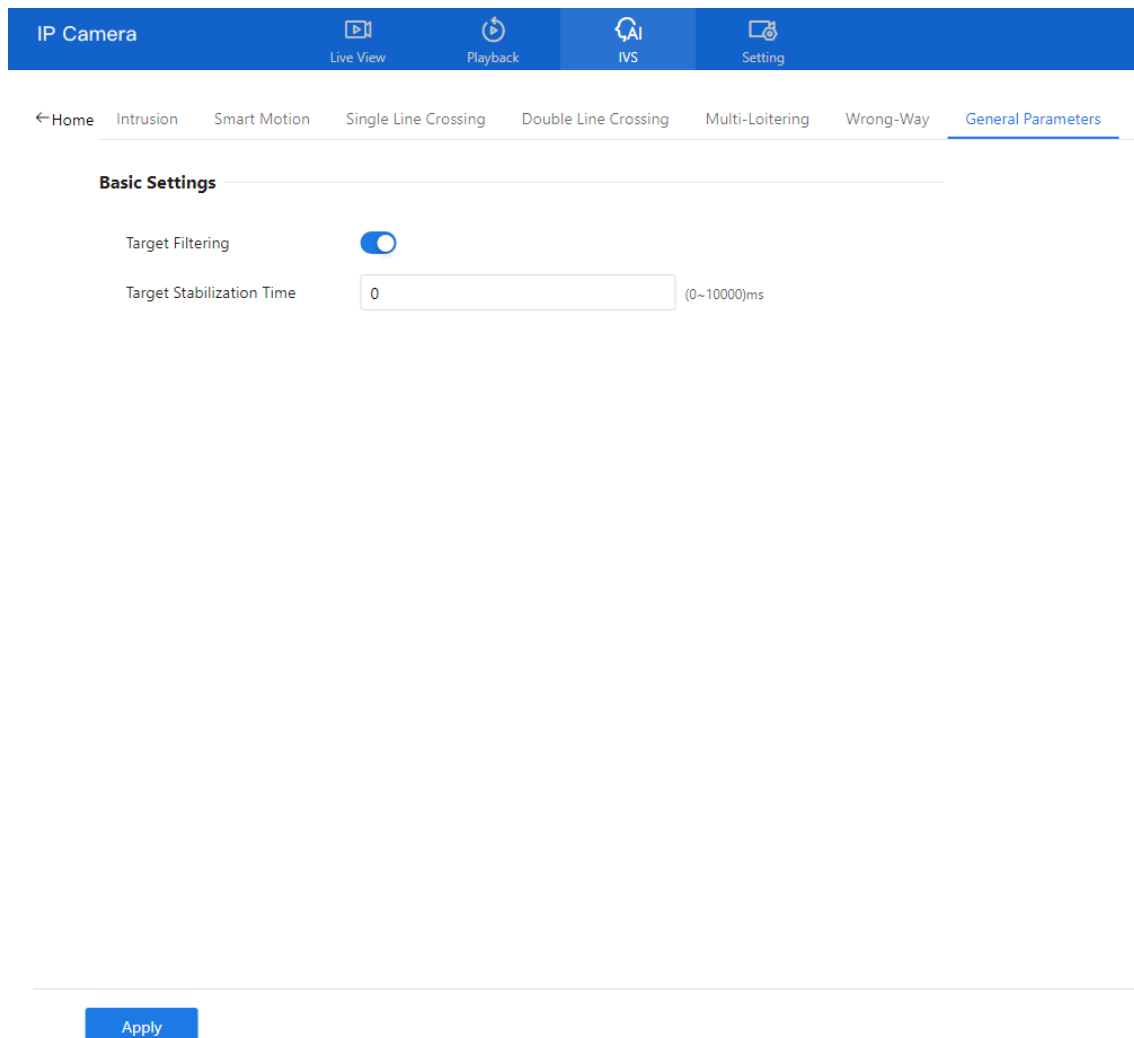 IP Camera
Live View Playback AI IVS Setting
←Home Intrusion Smart Motion Single Line Crossing Double Line Crossing Multi-Loitering Wrong-Way General Parameters
Basic Settings
Target Filtering
Target Stabilization Time 0 (0~10000)ms
Apply